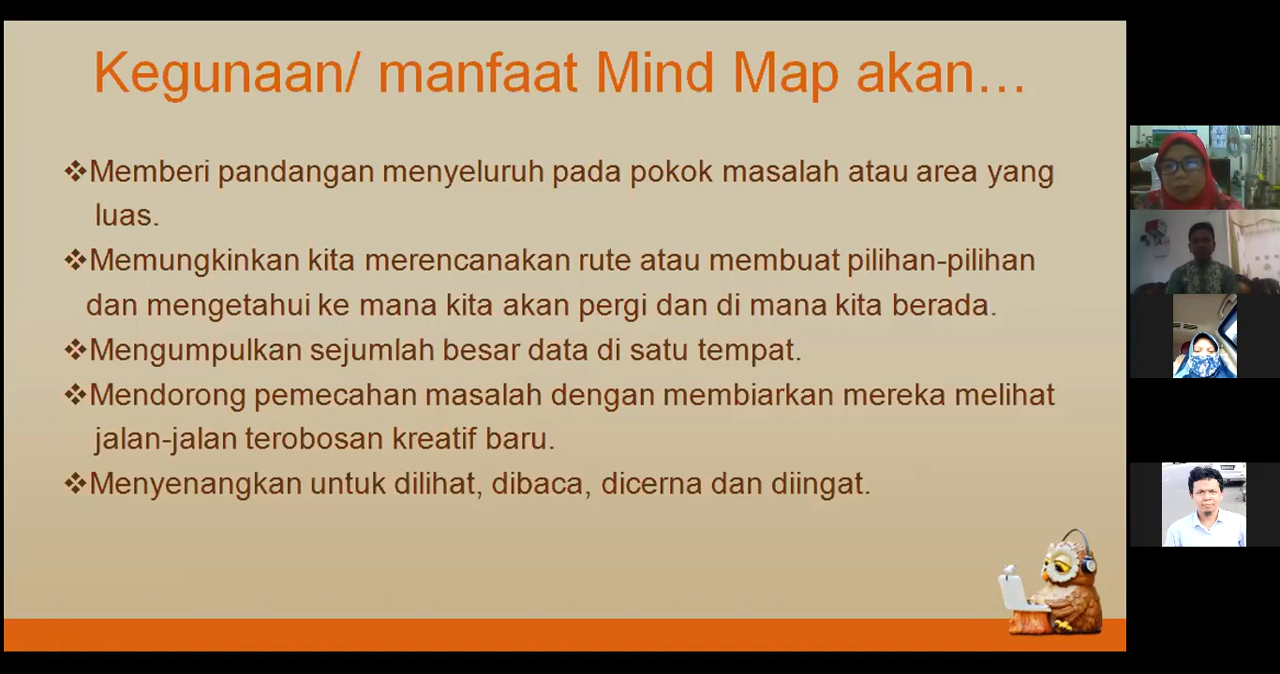 Kegunaan/ manfaat Mind Map akan...
❖Memberi pandangan menyeluruh pada pokok masalah atau area yang
luas.
❖Memungkinkan kita merencanakan rute atau membuat pilihan-pilihan
dan mengetahui ke mana kita akan pergi dan di mana kita berada.
❖Mengumpulkan sejumlah besar data di satu tempat.
❖Mendorong pemecahan masalah dengan membiarkan mereka melihat
jalan-jalan terobosan kreatif baru.
❖Menyenangkan untuk dilihat, dibaca, dicerna dan diingat.